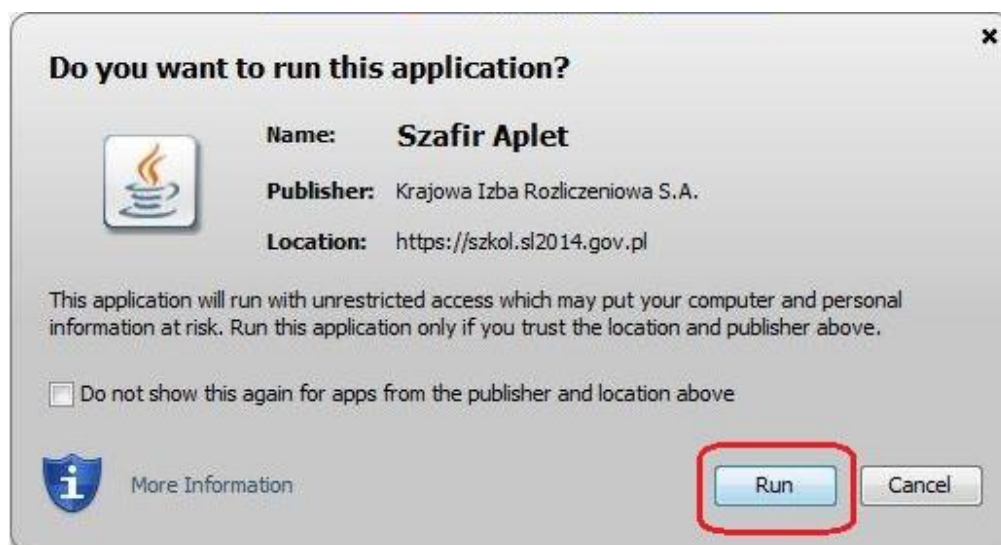 Do you want to run this application?
Name: Szafir Aplet
Publisher: Krajowa Izba Rozliczeniowa S.A.
Location: https://szkol.sl2014.gov.pl
This application will run with unrestricted access which may put your computer and personal
information at risk. Run this application only if you trust the location and publisher above.
Do not show this again for apps from the publisher and location above
More Information
Run
Cancel